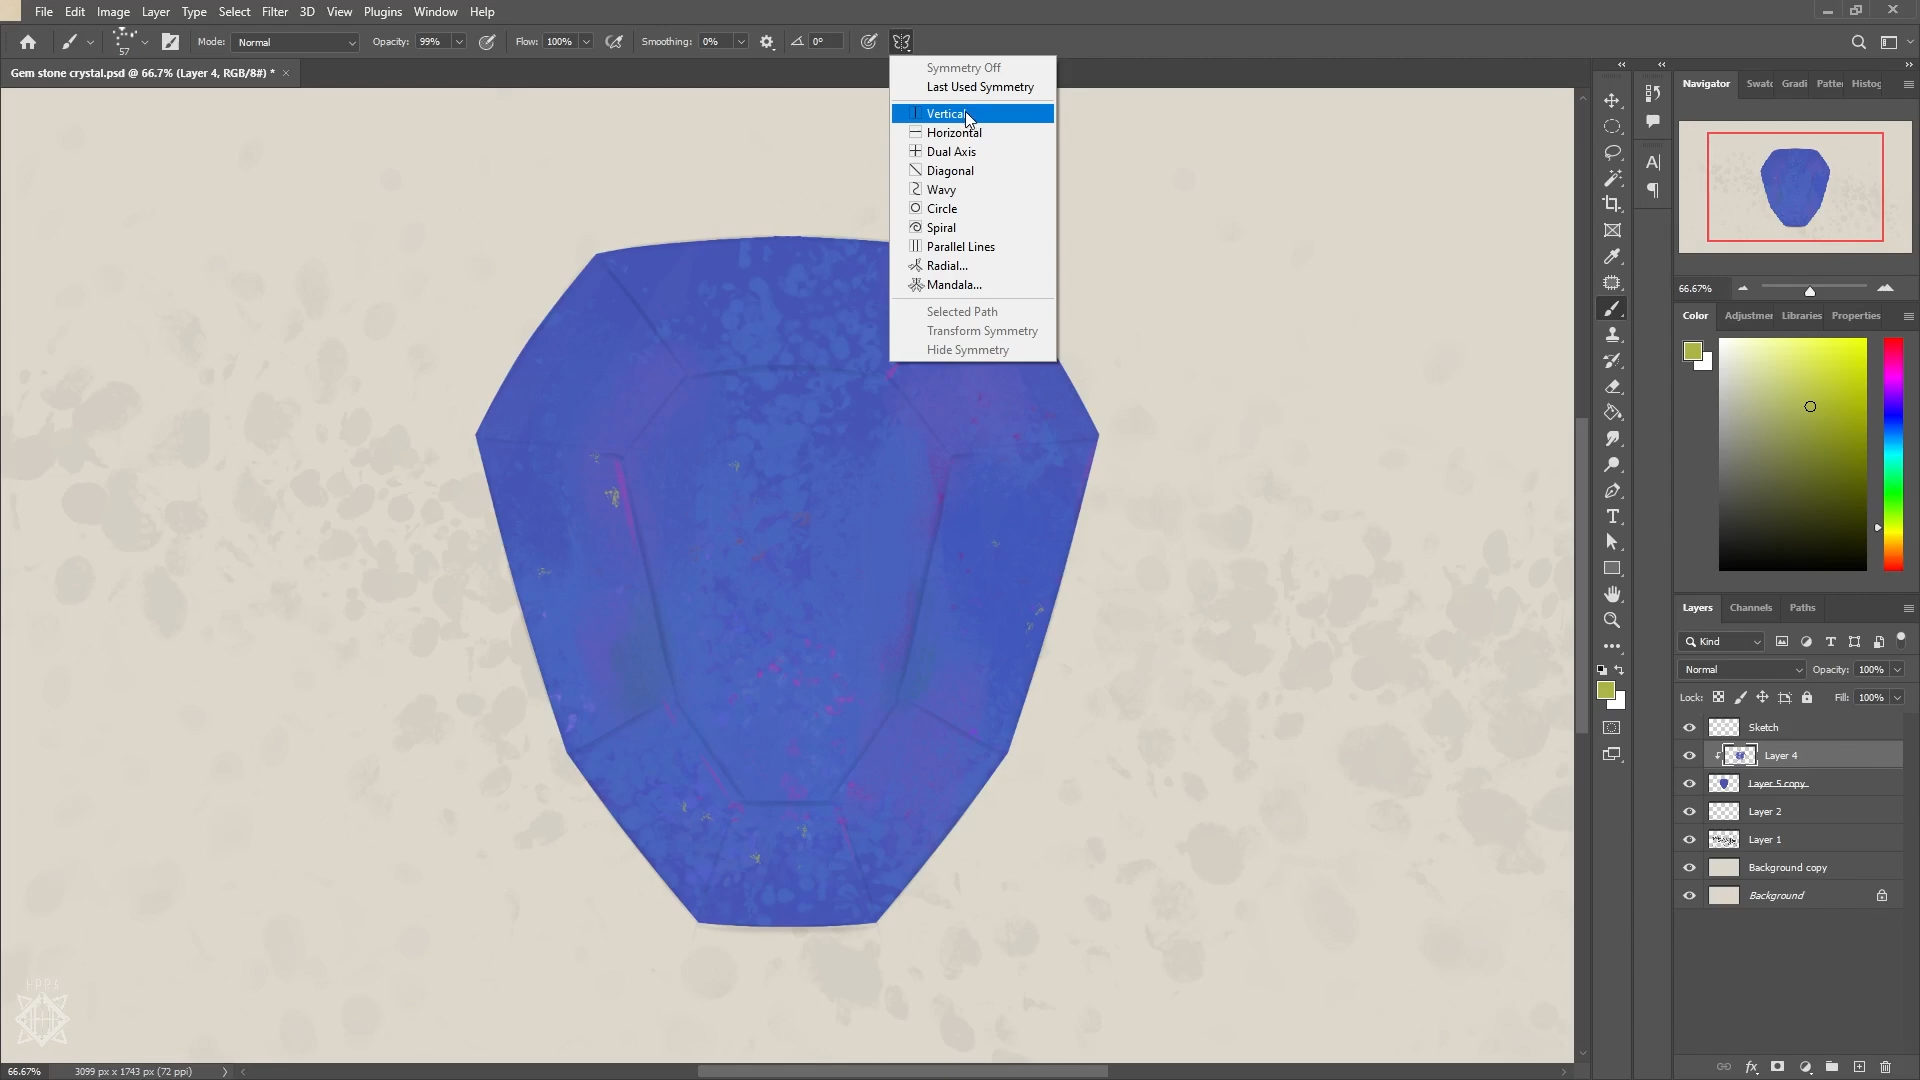 File Edit Image Layer Type Select Filter 3D View Plugins Window Help
57 Mode: Normal Opacity: 99% Flow: 100% Smoothing: 0% 0°
Gem stone crystal.psd @ 66.7% (Layer 4, RGB/8#) *
Symmetry Off
Last Used Symmetry
Vertical
Horizontal
Dual Axis
Diagonal
Wavy
Circle
Spiral
Parallel Lines
Radial...
Mandala...
Selected Path
Transform Symmetry
Hide Symmetry
Navigator Swatc Gradi Patte Histog
66.67%
Color Adjustmen Libraries Properties
Layers Channels Paths
Kind
Normal Opacity: 100%
Lock: Fill: 100%
Sketch
Layer 4
Layer 5 copy
Layer 2
Layer 1
Background copy
Background
66.67% 3099 px x 1743 px (72 ppi)